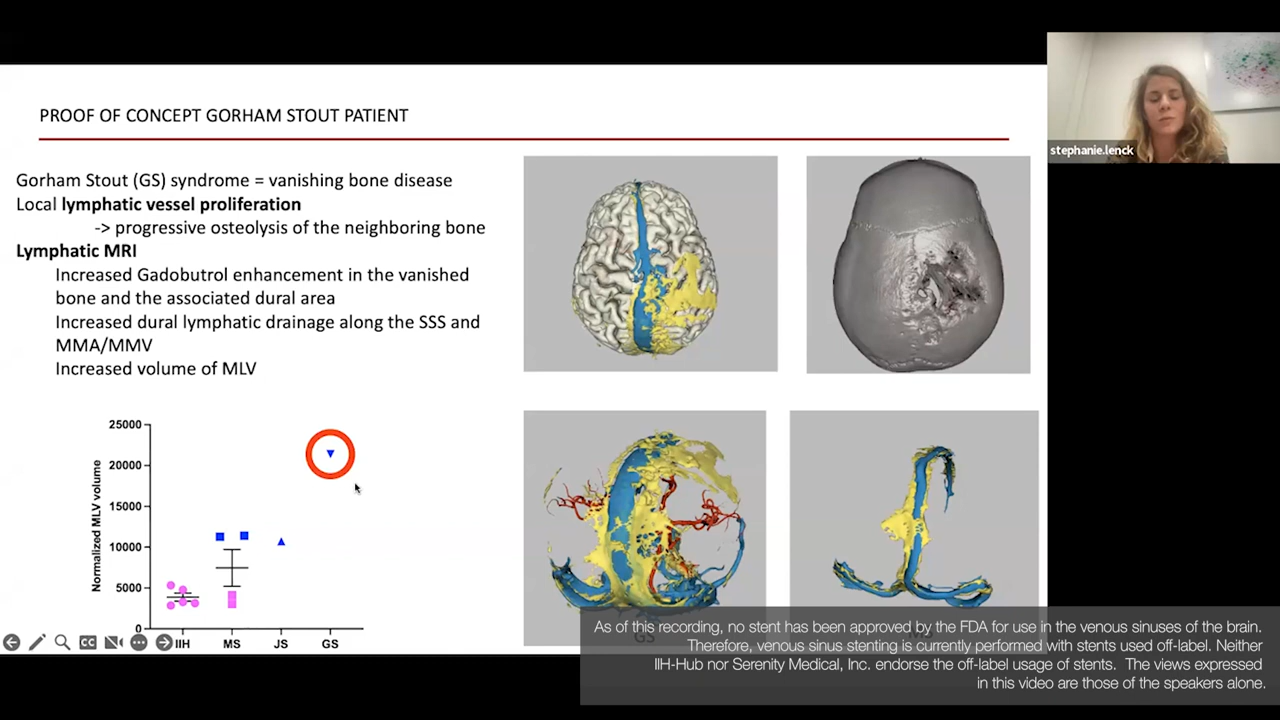 PROOF OF CONCEPT GORHAM STOUT PATIENT
stephanie.lenck
Gorham Stout (GS) syndrome = vanishing bone disease
Local lymphatic vessel proliferation
-> progressive osteolysis of the neighboring bone
Lymphatic MRI
Increased Gadobutrol enhancement in the vanished
bone and the associated dural area
Increased dural lymphatic drainage along the SSS and
MMA/MMV
Increased volume of MLV
Normalized MLV volume
25000
20000
15000
10000
5000
0
IIH MS JS GS
CC
GS
MS
As of this recording, no stent has been approved by the FDA for use in the venous sinuses of the brain.
Therefore, venous sinus stenting is currently performed with stents used off-label. Neither
IIH-Hub nor Serenity Medical, Inc. endorse the off-label usage of stents. The views expressed
in this video are those of the speakers alone.